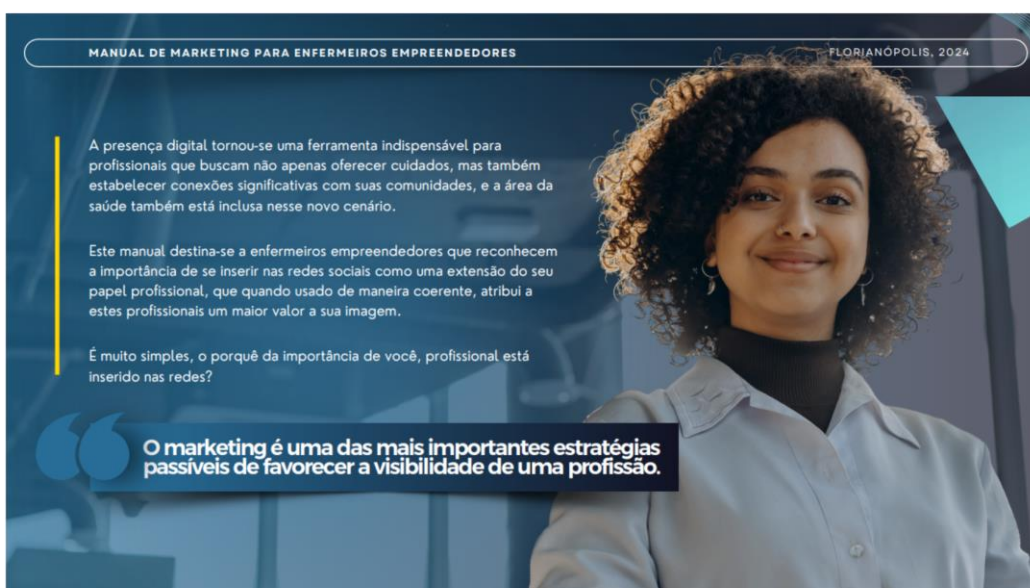 MANUAL DE MARKETING PARA ENFERMEIROS EMPREENDEDORES
FLORIANÓPOLIS, 2024
A presença digital tornou-se uma ferramenta indispensável para
profissionais que buscam não apenas oferecer cuidados, mas também
estabelecer conexões significativas com suas comunidades, e a área da
saúde também está inclusa nesse novo cenário.
Este manual destina-se a enfermeiros empreendedores que reconhecem
a importância de se inserir nas redes sociais como uma extensão do seu
papel profissional, que quando usado de maneira coerente, atribui a
estes profissionais um maior valor a sua imagem.
É muito simples, o porquê da importância de você, profissional está
inserido nas redes?
O marketing é uma das mais importantes estratégias
passíveis de favorecer a visibilidade de uma profissão.